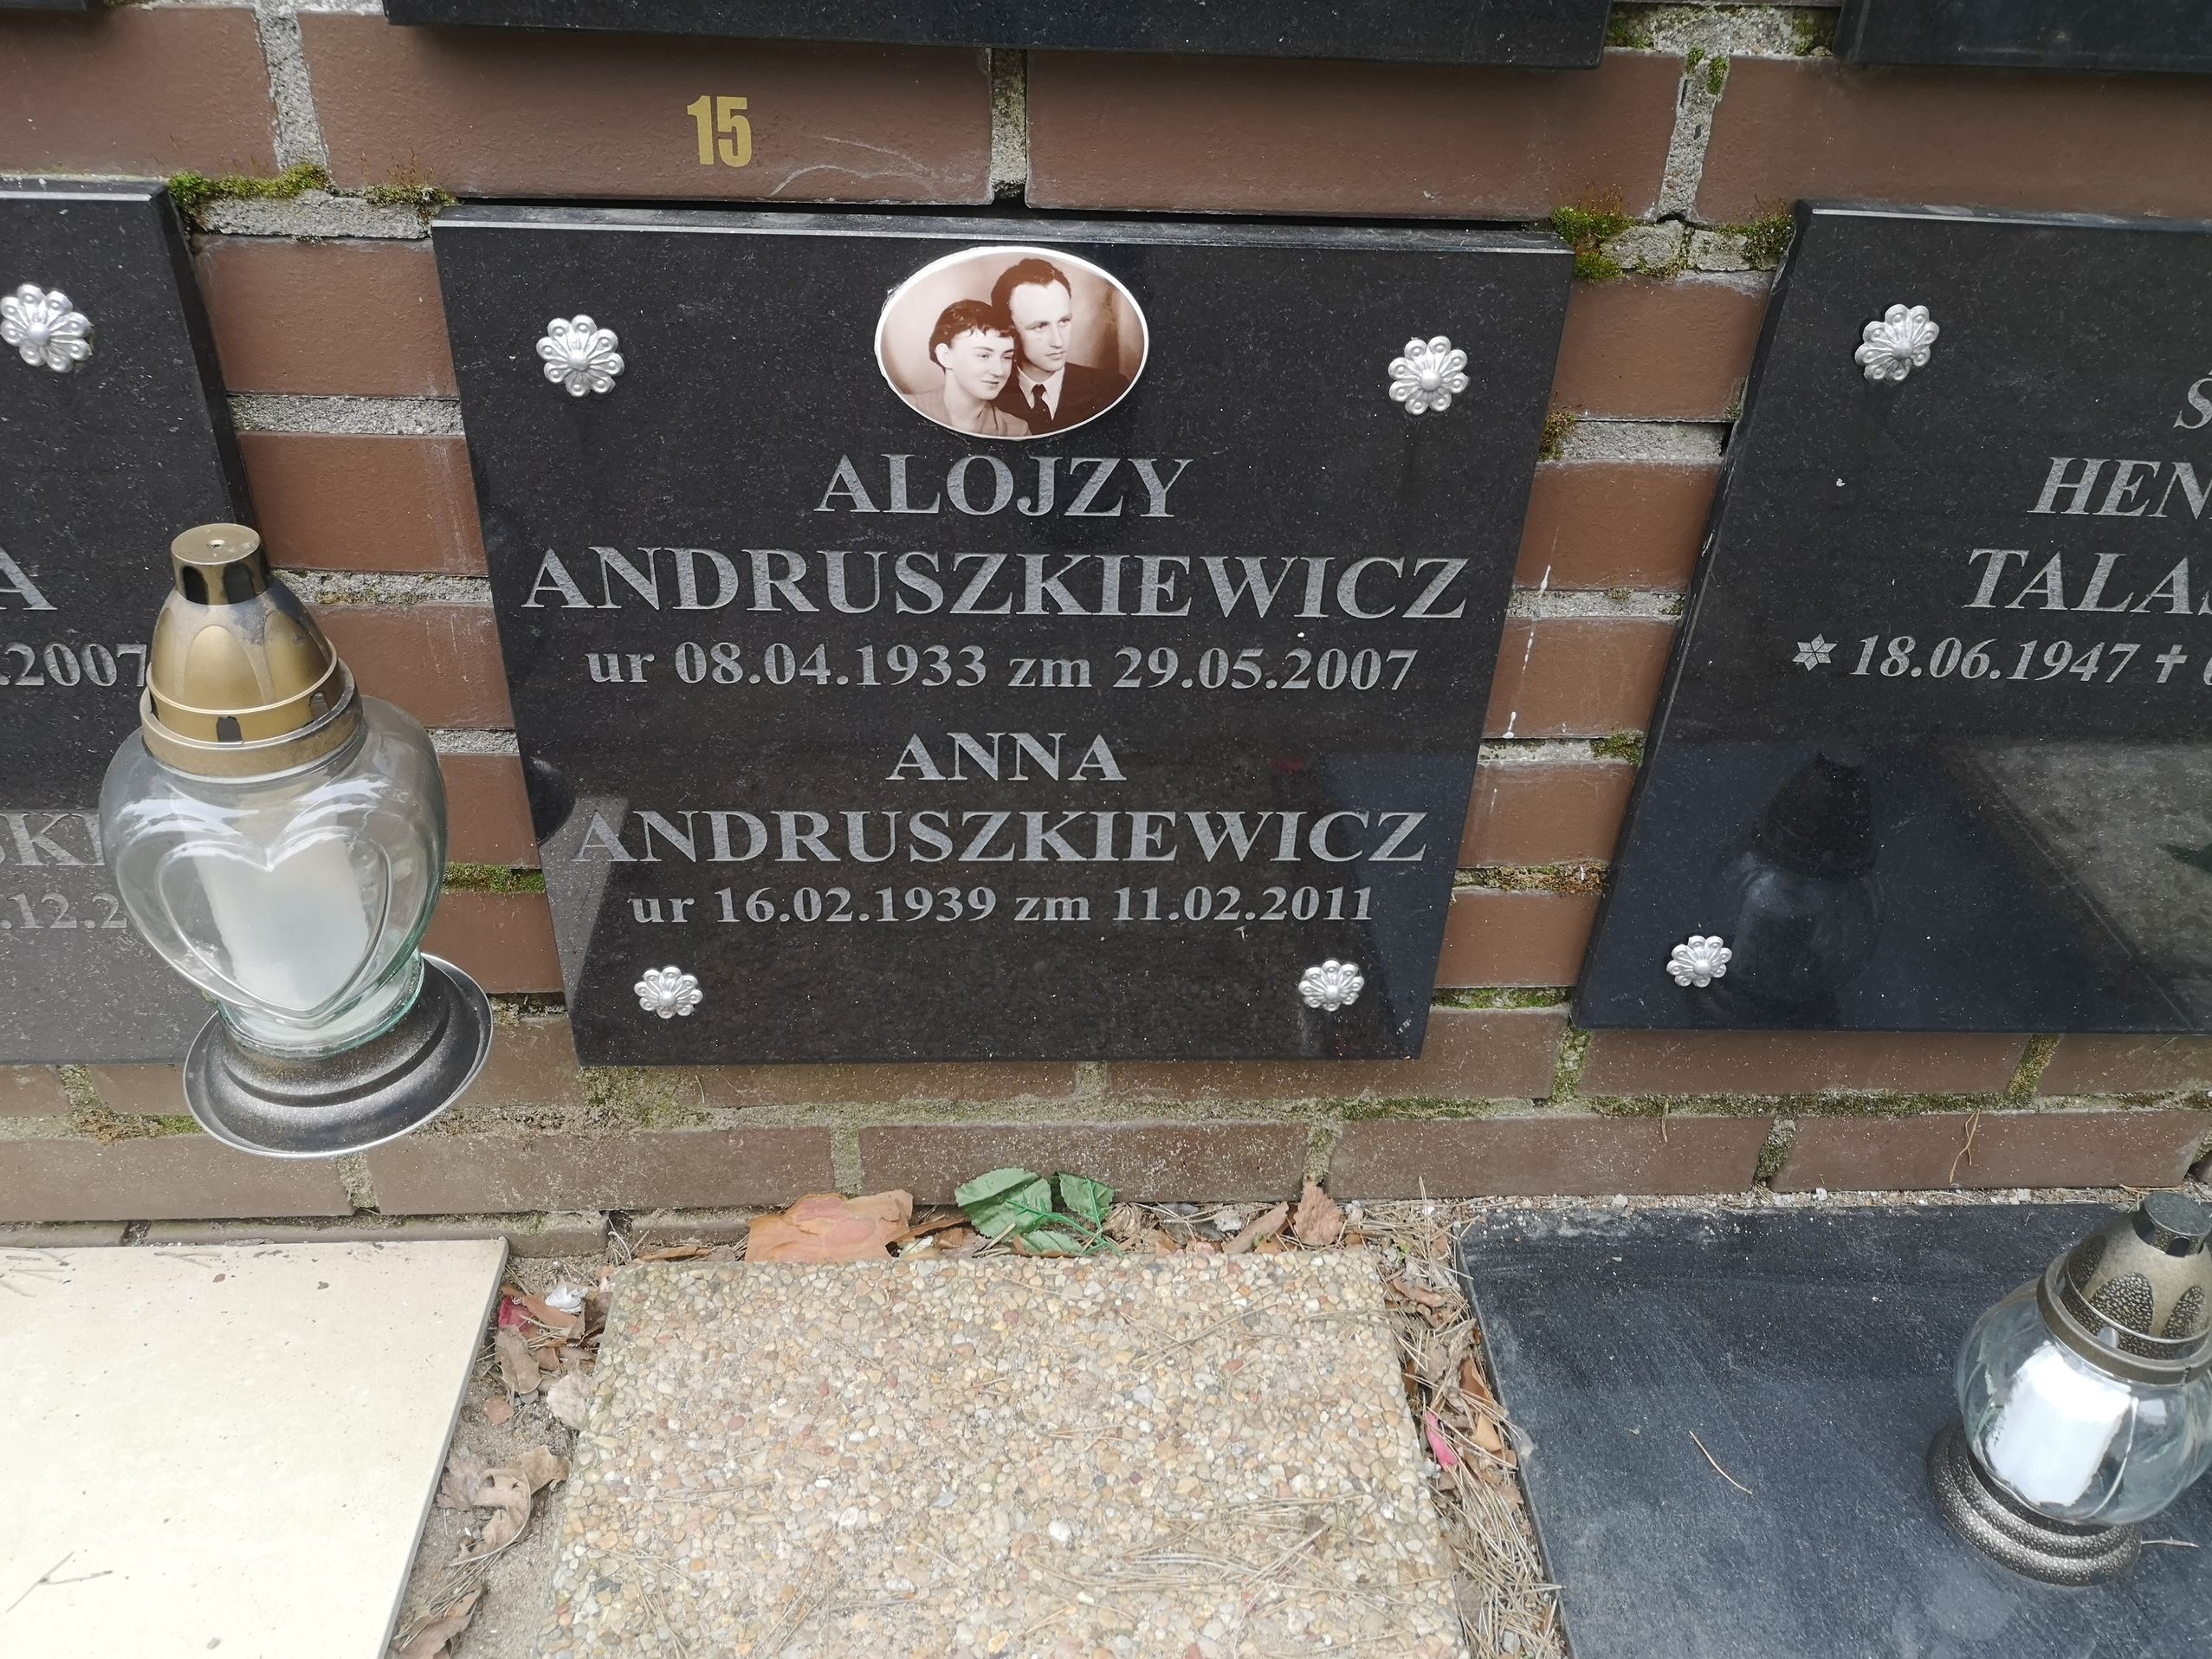 15
ALOJZY
ANDRUSZKIEWICZ
ur 08.04.1933 zm 29.05.2007
ANNA
ANDRUSZKIEWICZ
ur 16.02.1939 zm 11.02.2011
.2007
18.06.1947 ✝